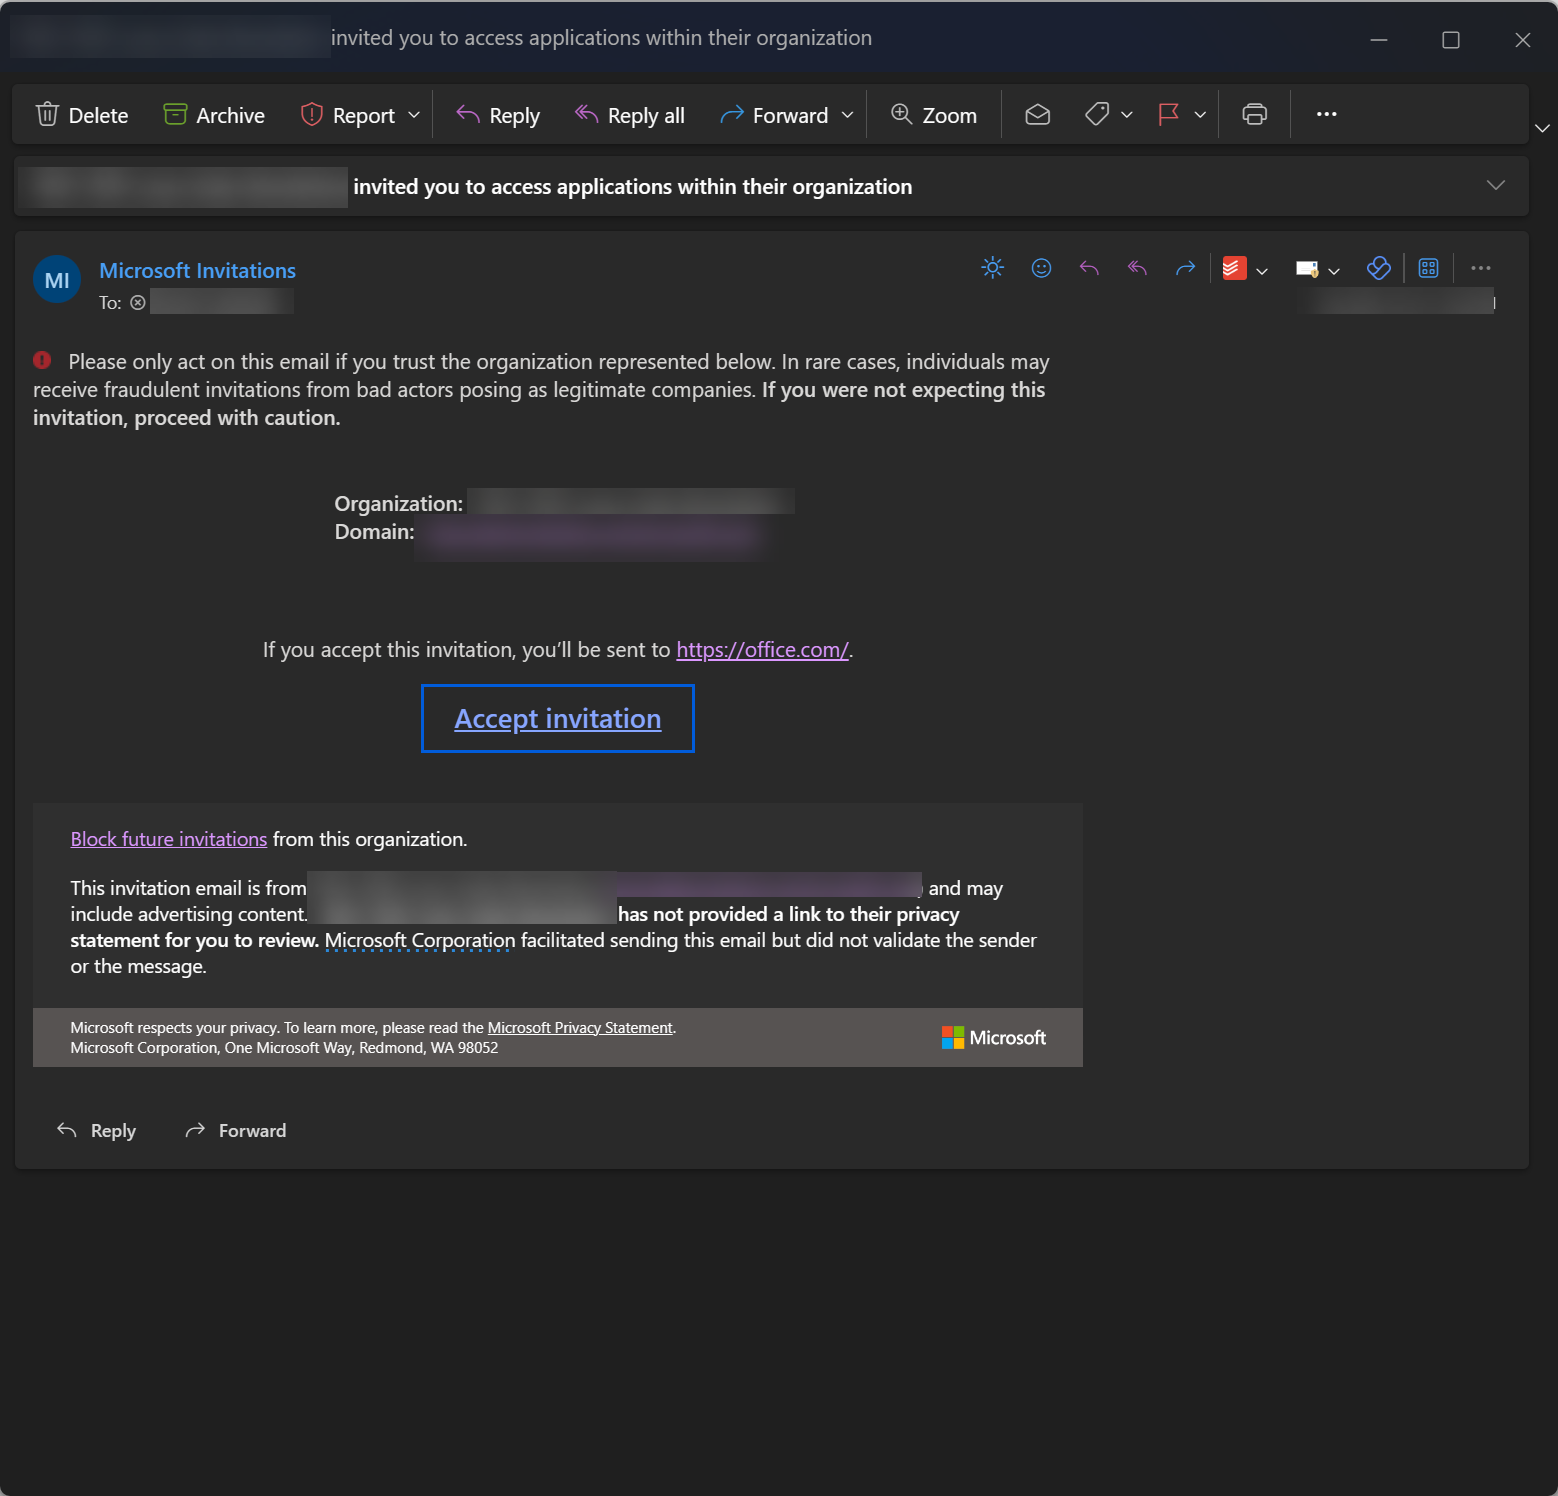 invited you to access applications within their organization
Delete Archive Report Reply Reply all Forward Zoom
invited you to access applications within their organization
MI Microsoft Invitations
To:
Please only act on this email if you trust the organization represented below. In rare cases, individuals may
receive fraudulent invitations from bad actors posing as legitimate companies. If you were not expecting this
invitation, proceed with caution.
Organization:
Domain:
If you accept this invitation, you’ll be sent to https://office.com/.
Accept invitation
Block future invitations from this organization.
This invitation email is from ) and may
include advertising content. has not provided a link to their privacy
statement for you to review. Microsoft Corporation facilitated sending this email but did not validate the sender
or the message.
Microsoft respects your privacy. To learn more, please read the Microsoft Privacy Statement.
Microsoft Corporation, One Microsoft Way, Redmond, WA 98052
Microsoft
Reply Forward